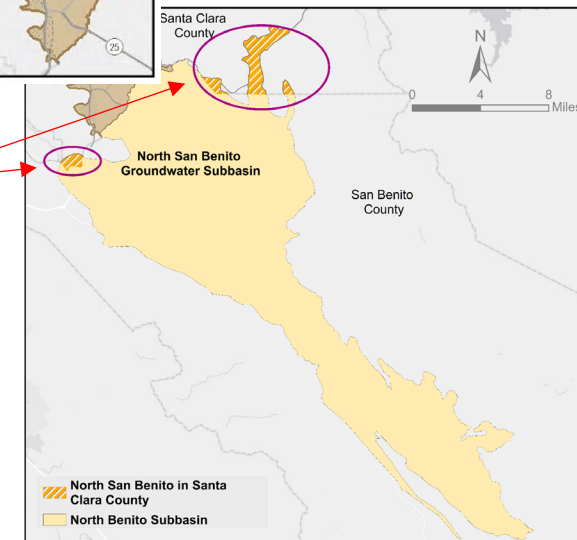 25
Santa Clara
County
N
0 4 8
Miles
North San Benito
Groundwater Subbasin
San Benito
County
North San Benito in Santa
Clara County
North Benito Subbasin